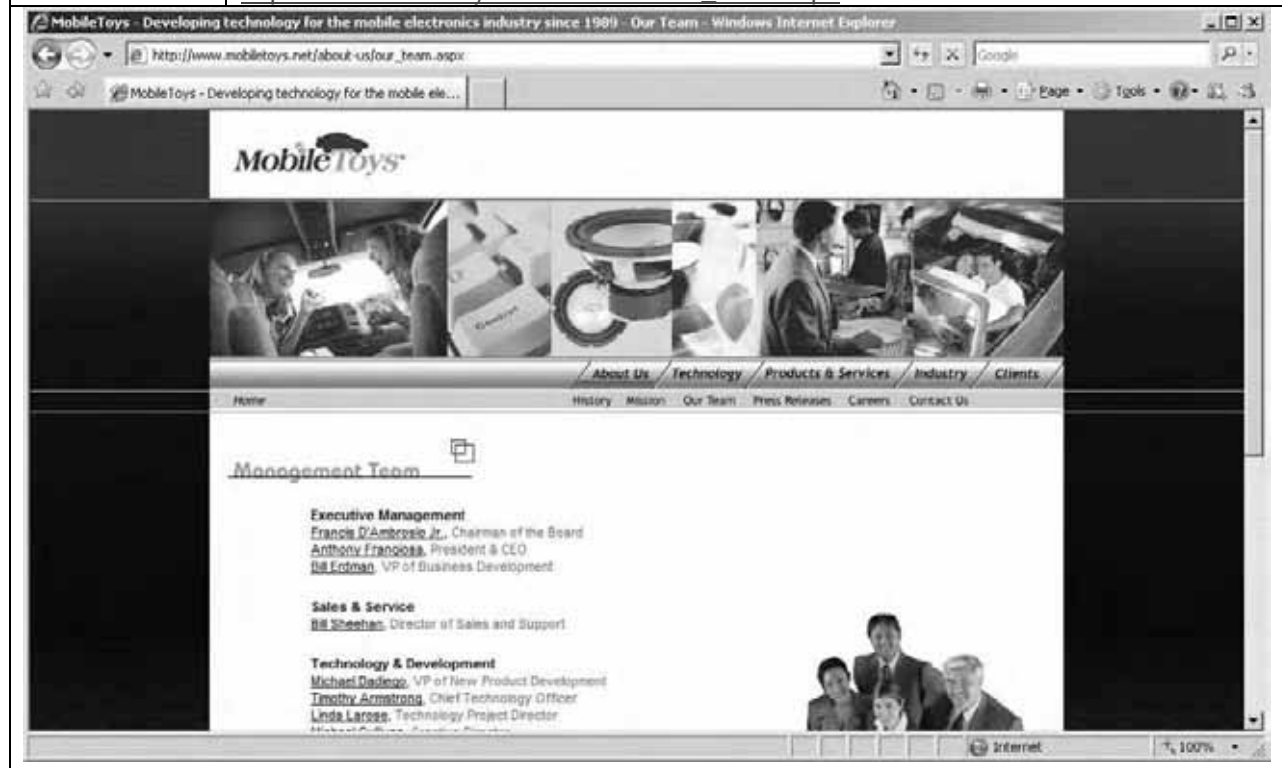 MobileToys - Developing technology for the mobile electronics industry since 1989 - Our Team - Windows Internet Explorer
http://www.mobiletoys.net/about-us/our_team.aspx
Google
MobileToys - Developing technology for the mobile ele...
Page
Tools
MobileToys
About Us / Technology / Products & Services / Industry / Clients
Home
History Mission Our Team Press Releases Careers Contact Us
Management Team
Executive Management
Francis D'Ambrosio Jr., Chairman of the Board
Anthony Frangiosa, President & CEO
Bill Erdman, VP of Business Development
Sales & Service
Bill Sheehan, Director of Sales and Support
Technology & Development
Michael Dadiego, VP of New Product Development
Timothy Armstrong, Chief Technology Officer
Linda Larose, Technology Project Director
Internet
100%